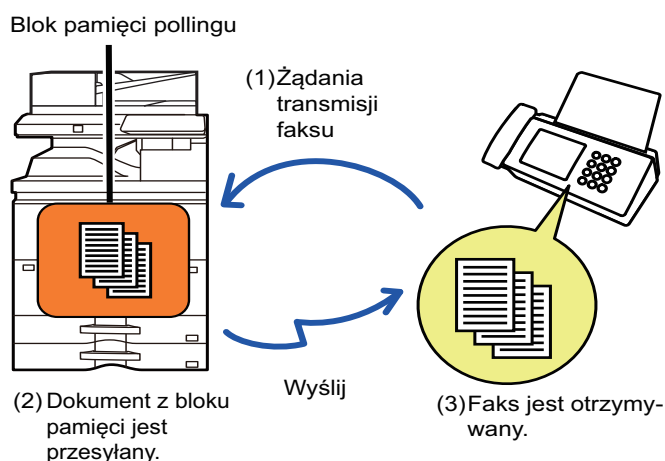 Blok pamięci pollingu
(1)Żądania
transmisji
faksu
Wyślij
(2) Dokument z bloku
pamięci jest
przesyłany.
(3)Faks jest otrzymy-
wany.